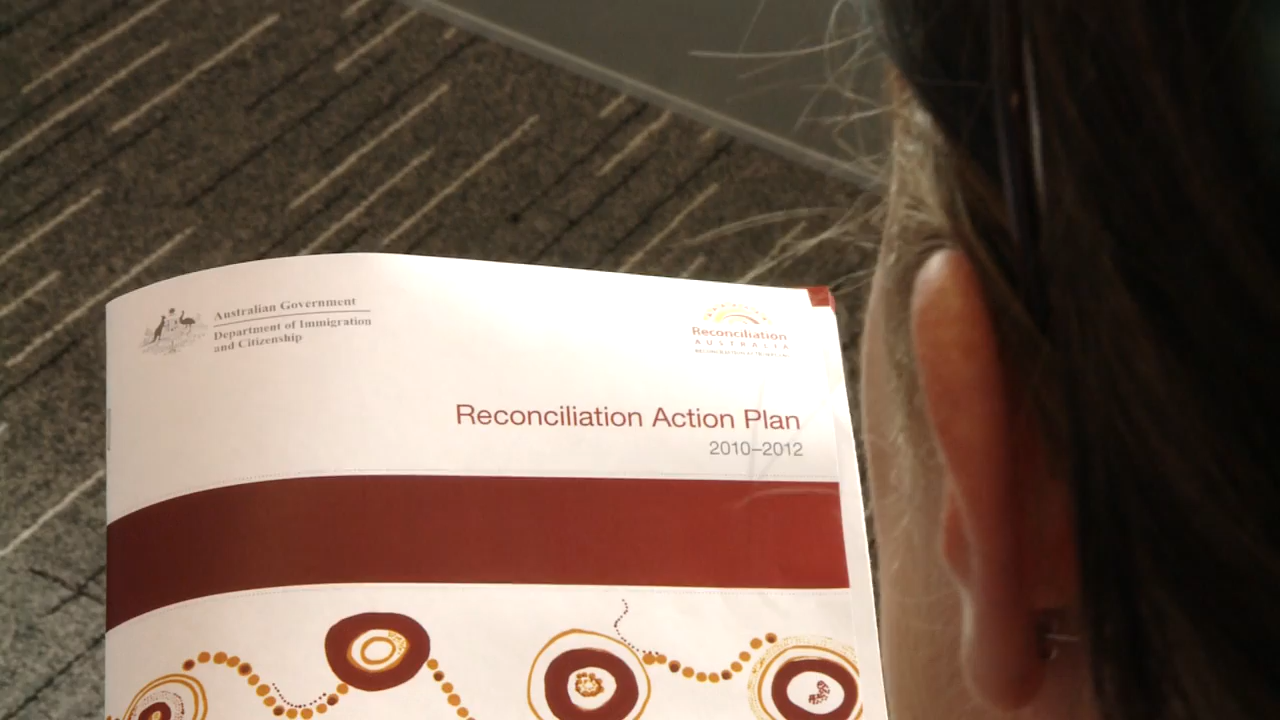 Australian Government
Department of Immigration
and Citizenship
Reconciliation
AUSTRALIA
Reconciliation Action Plan
2010–2012